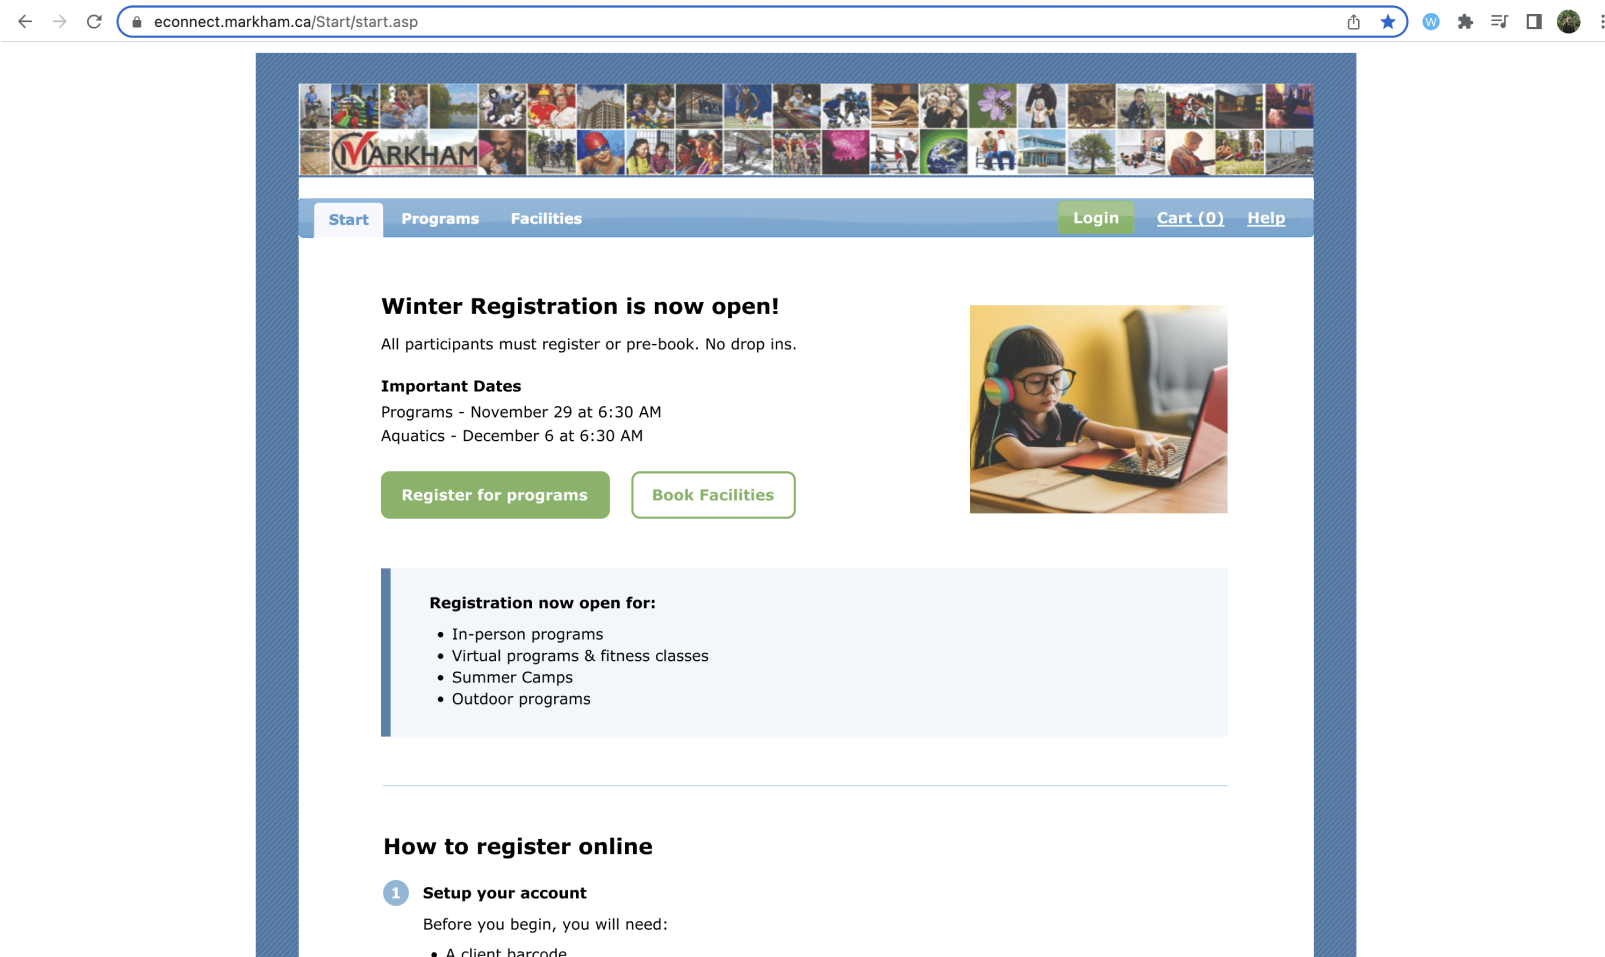 econnect.markham.ca/Start/start.asp
W
MARKHAM
Start Programs Facilities Login Cart (0) Help
Winter Registration is now open!
All participants must register or pre-book. No drop ins.
Important Dates
Programs - November 29 at 6:30 AM
Aquatics - December 6 at 6:30 AM
Register for programs Book Facilities
Registration now open for:
• In-person programs
• Virtual programs & fitness classes
• Summer Camps
• Outdoor programs
How to register online
1 Setup your account
Before you begin, you will need:
• A client barcode